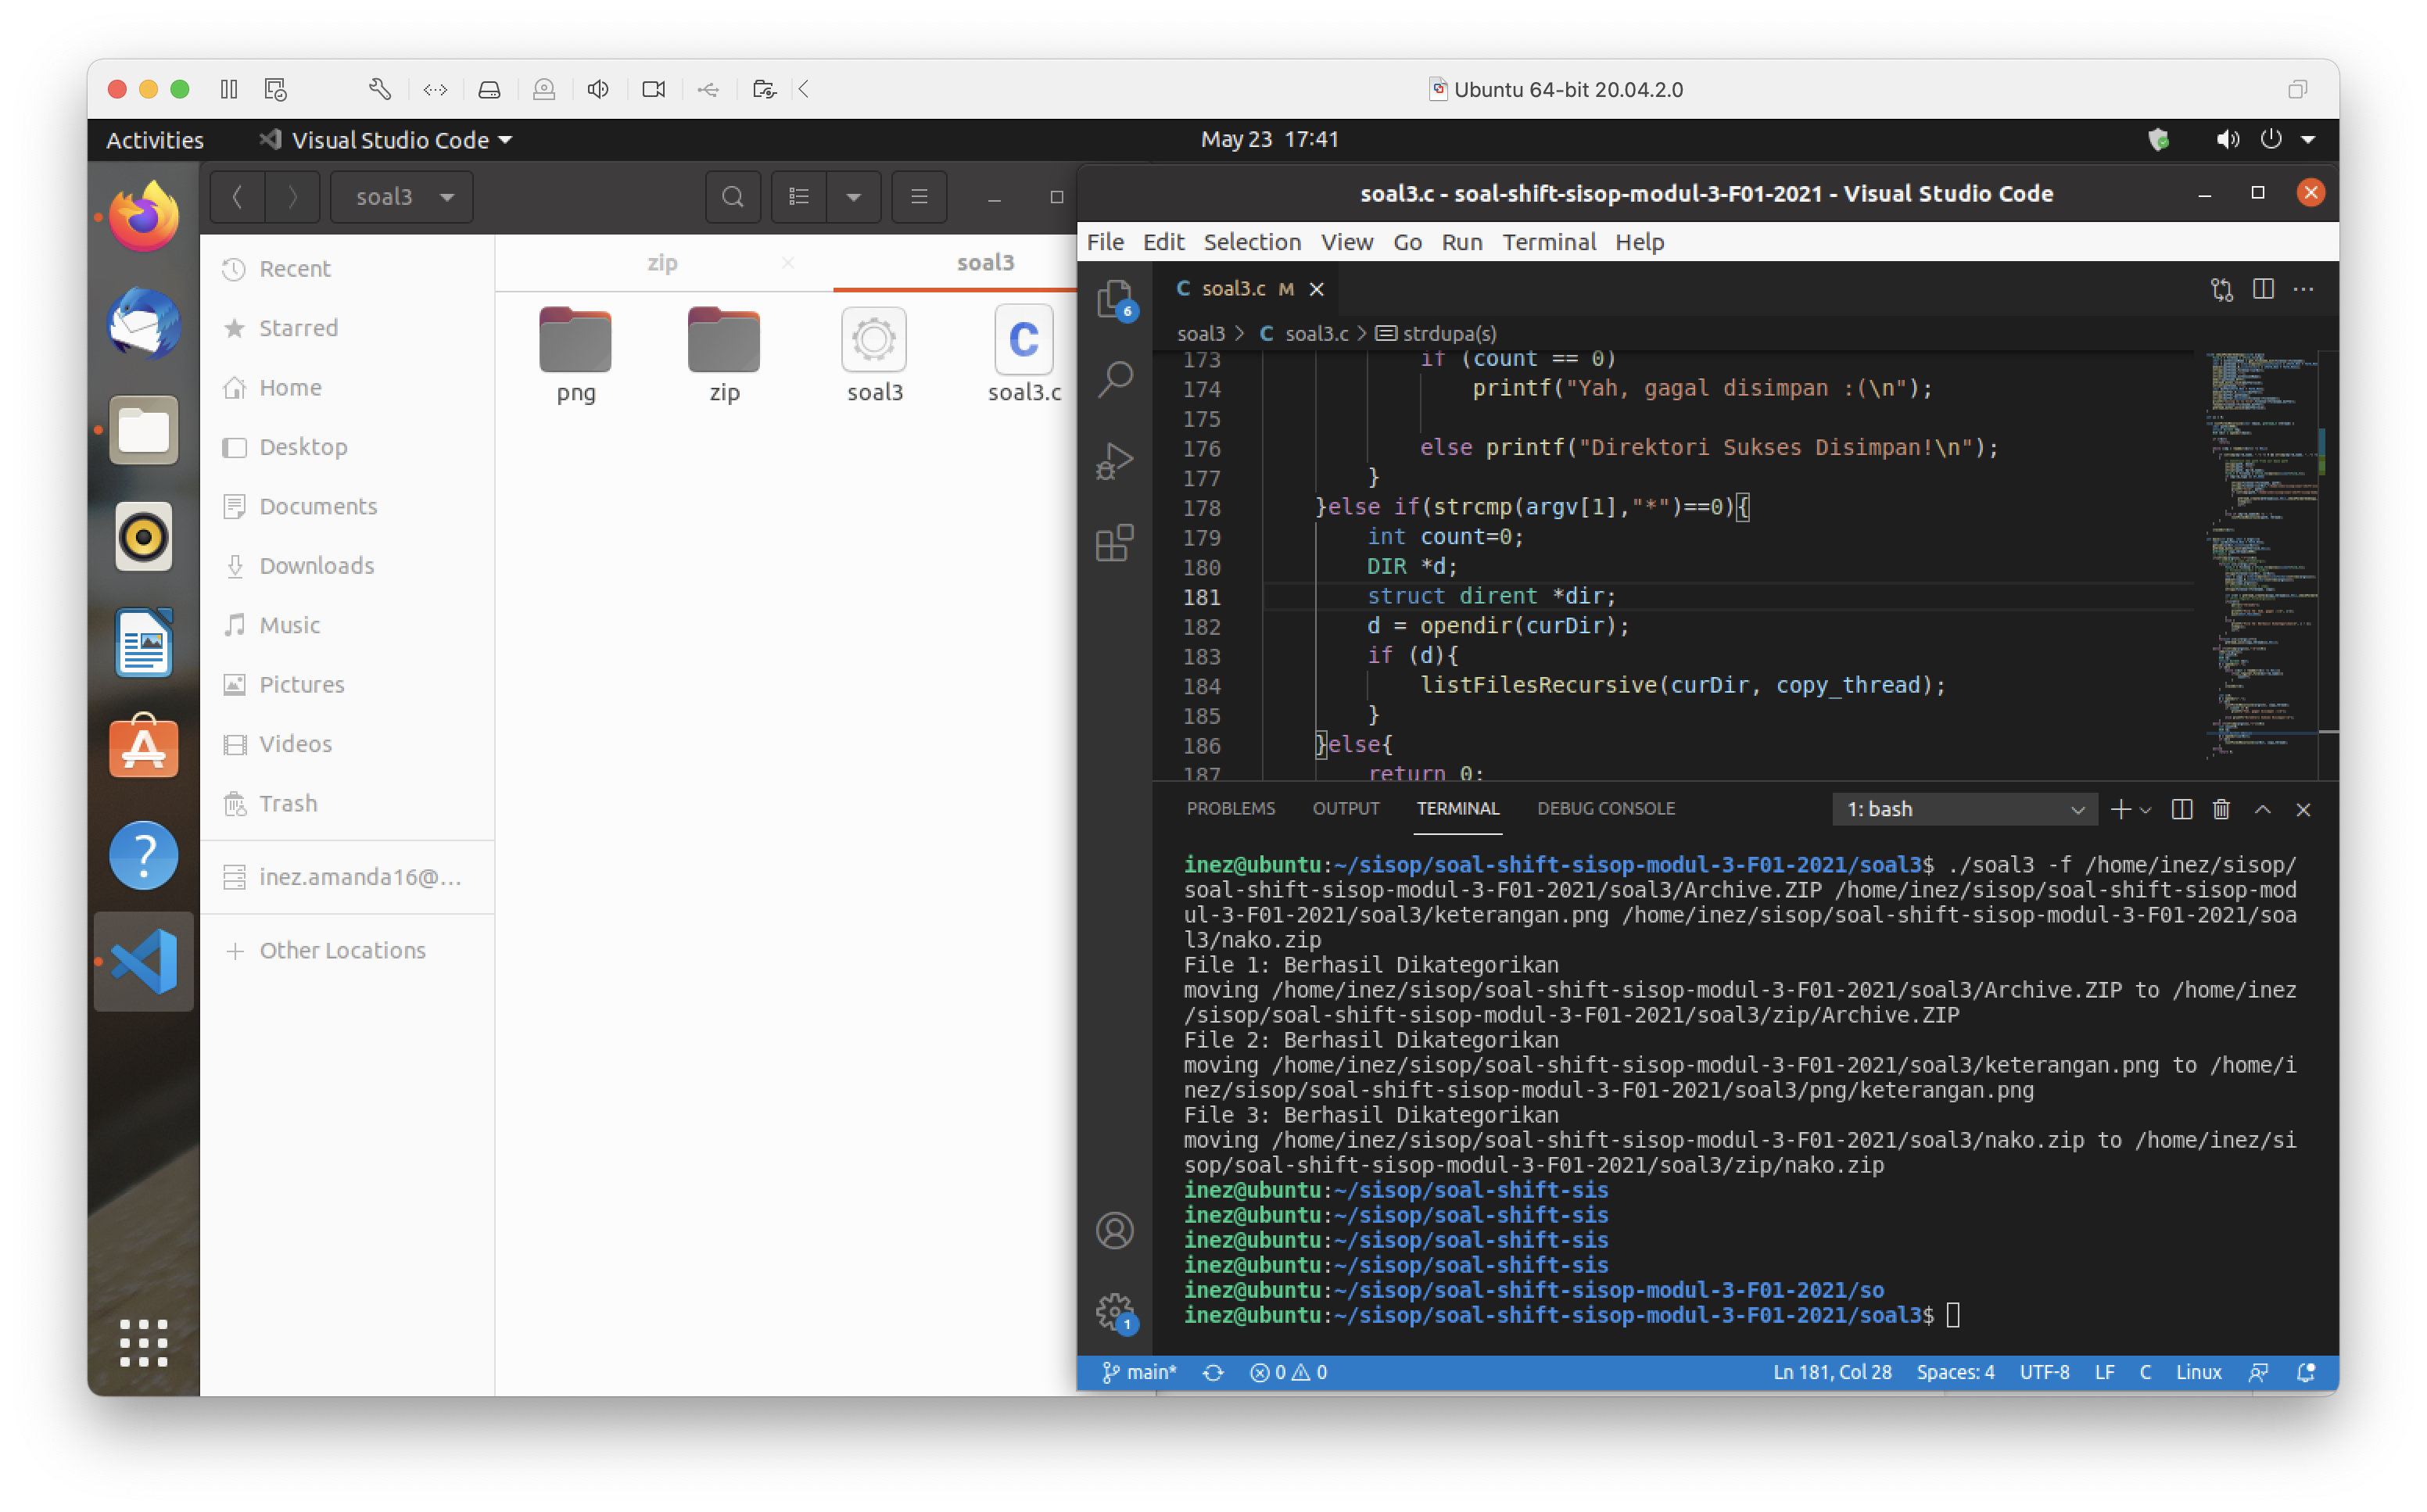 Ubuntu 64-bit 20.04.2.0
Activities
Visual Studio Code
May 23 17:41
soal3
Recent
Starred
Home
Desktop
Documents
Downloads
Music
Pictures
Videos
Trash
inez.amanda16@...
Other Locations
zip
soal3
png
zip
soal3
soal3.c
soal3.c - soal-shift-sisop-modul-3-F01-2021 - Visual Studio Code
File Edit Selection View Go Run Terminal Help
6
C soal3.c M
soal3 > C soal3.c > strdupa(s)
173 if (count == 0)
174 printf("Yah, gagal disimpan :(\n");
175
176 else printf("Direktori Sukses Disimpan!\n");
177 }
178 }else if(strcmp(argv[1],"*")==0){
179 int count=0;
180 DIR *d;
181 struct dirent *dir;
182 d = opendir(curDir);
183 if (d){
184 listFilesRecursive(curDir, copy_thread);
185 }
186 }else{
187 return 0;
PROBLEMS OUTPUT TERMINAL DEBUG CONSOLE 1: bash
inez@ubuntu:~/sisop/soal-shift-sisop-modul-3-F01-2021/soal3$ ./soal3 -f /home/inez/sisop/
soal-shift-sisop-modul-3-F01-2021/soal3/Archive.ZIP /home/inez/sisop/soal-shift-sisop-mod
ul-3-F01-2021/soal3/keterangan.png /home/inez/sisop/soal-shift-sisop-modul-3-F01-2021/soa
l3/nako.zip
File 1: Berhasil Dikategorikan
moving /home/inez/sisop/soal-shift-sisop-modul-3-F01-2021/soal3/Archive.ZIP to /home/inez
/sisop/soal-shift-sisop-modul-3-F01-2021/soal3/zip/Archive.ZIP
File 2: Berhasil Dikategorikan
moving /home/inez/sisop/soal-shift-sisop-modul-3-F01-2021/soal3/keterangan.png to /home/i
nez/sisop/soal-shift-sisop-modul-3-F01-2021/soal3/png/keterangan.png
File 3: Berhasil Dikategorikan
moving /home/inez/sisop/soal-shift-sisop-modul-3-F01-2021/soal3/nako.zip to /home/inez/si
sop/soal-shift-sisop-modul-3-F01-2021/soal3/zip/nako.zip
inez@ubuntu:~/sisop/soal-shift-sis
inez@ubuntu:~/sisop/soal-shift-sis
inez@ubuntu:~/sisop/soal-shift-sis
inez@ubuntu:~/sisop/soal-shift-sis
inez@ubuntu:~/sisop/soal-shift-sisop-modul-3-F01-2021/so
inez@ubuntu:~/sisop/soal-shift-sisop-modul-3-F01-2021/soal3$
1
main* 0 0 Ln 181, Col 28 Spaces: 4 UTF-8 LF C Linux